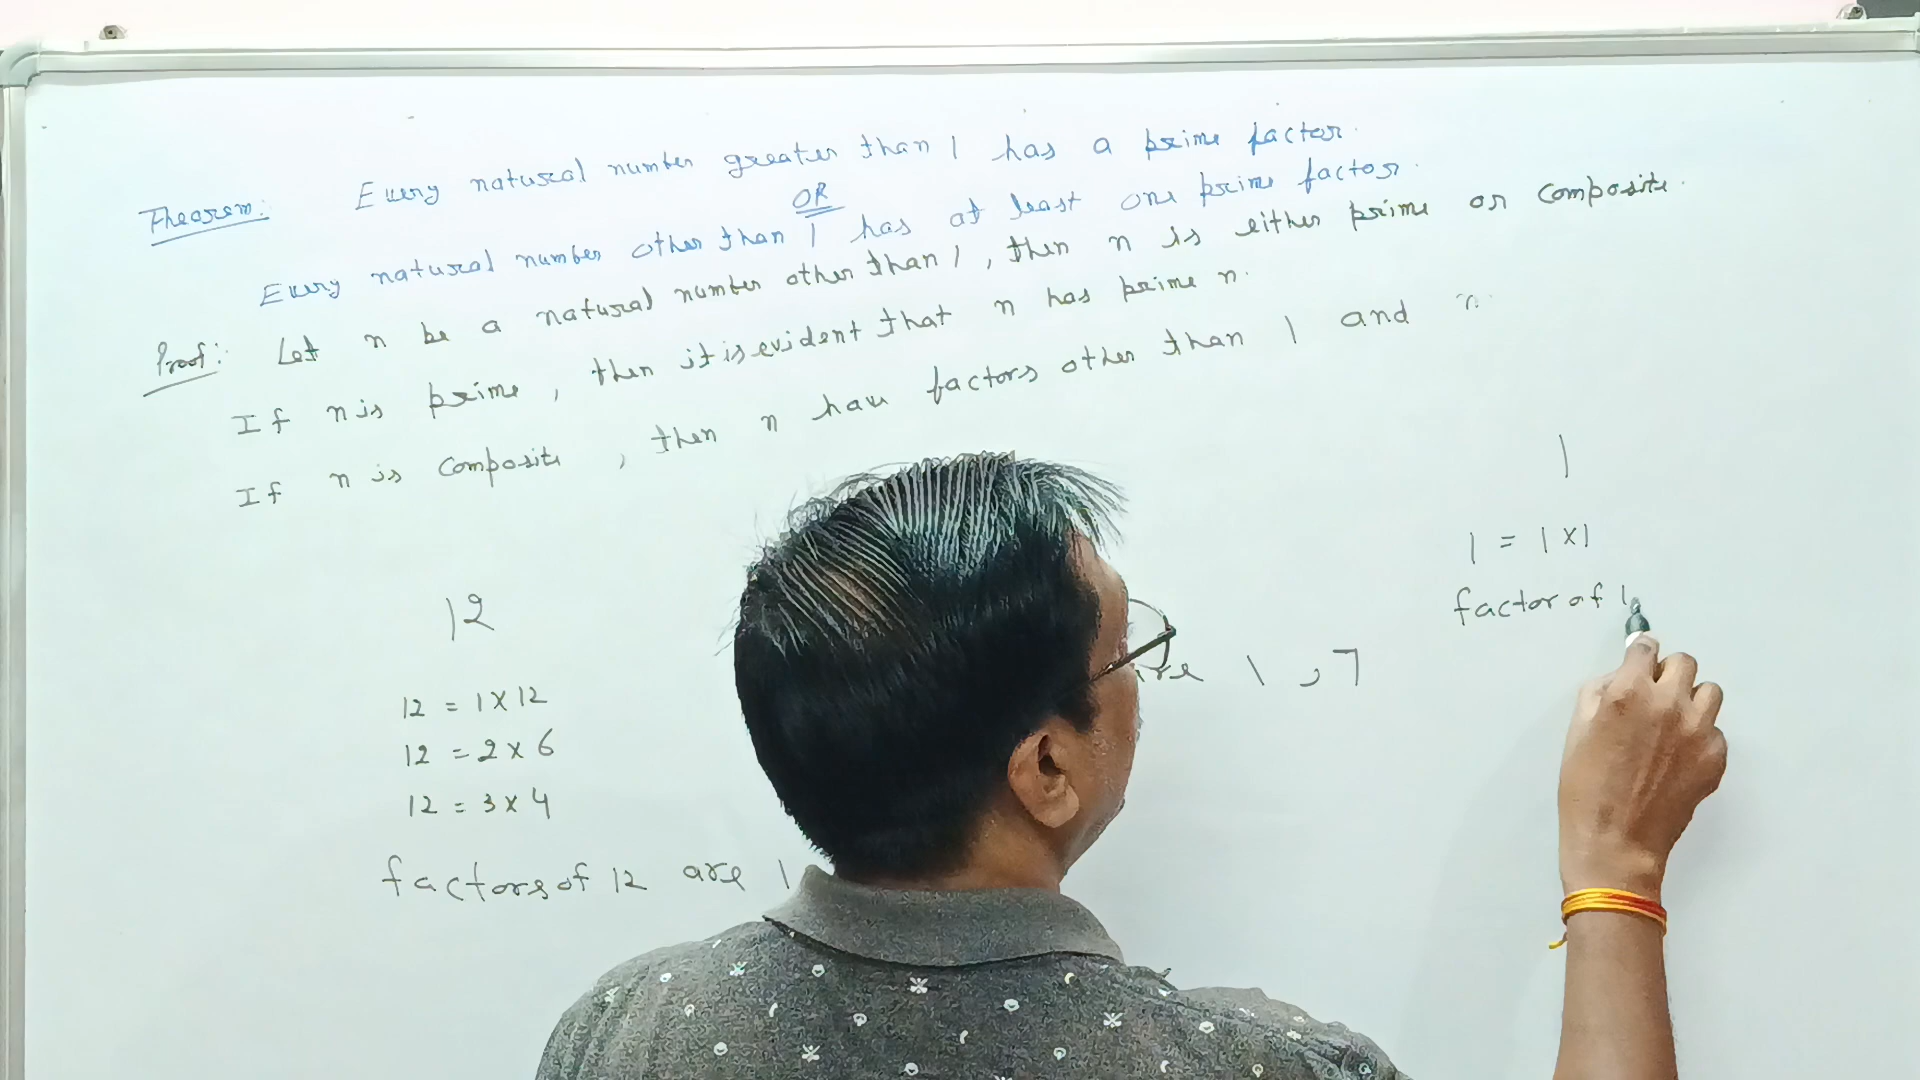 Theorem: Every natural number greater than 1 has a prime factor.
OR
Every natural number other than 1 has at least one prime factor.
Proof: Let n be a natural number other than 1, then n is either prime or composite.
If n is prime, then it is evident that n has prime n.
If n is composite, then n have factors other than 1 and n.
12
12 = 1 x 12
12 = 2 x 6
12 = 3 x 4
factors of 12 are 1
are 1, 7
1
1 = 1 x 1
factor of 1